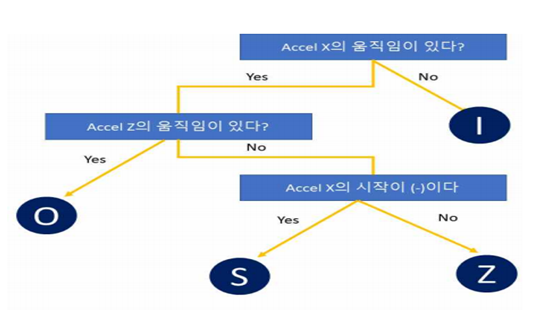 Accel X의 움직임이 있다?
Yes
No
I
Accel Z의 움직임이 있다?
Yes
No
O
Accel X의 시작이 (-)이다
Yes
No
S
Z